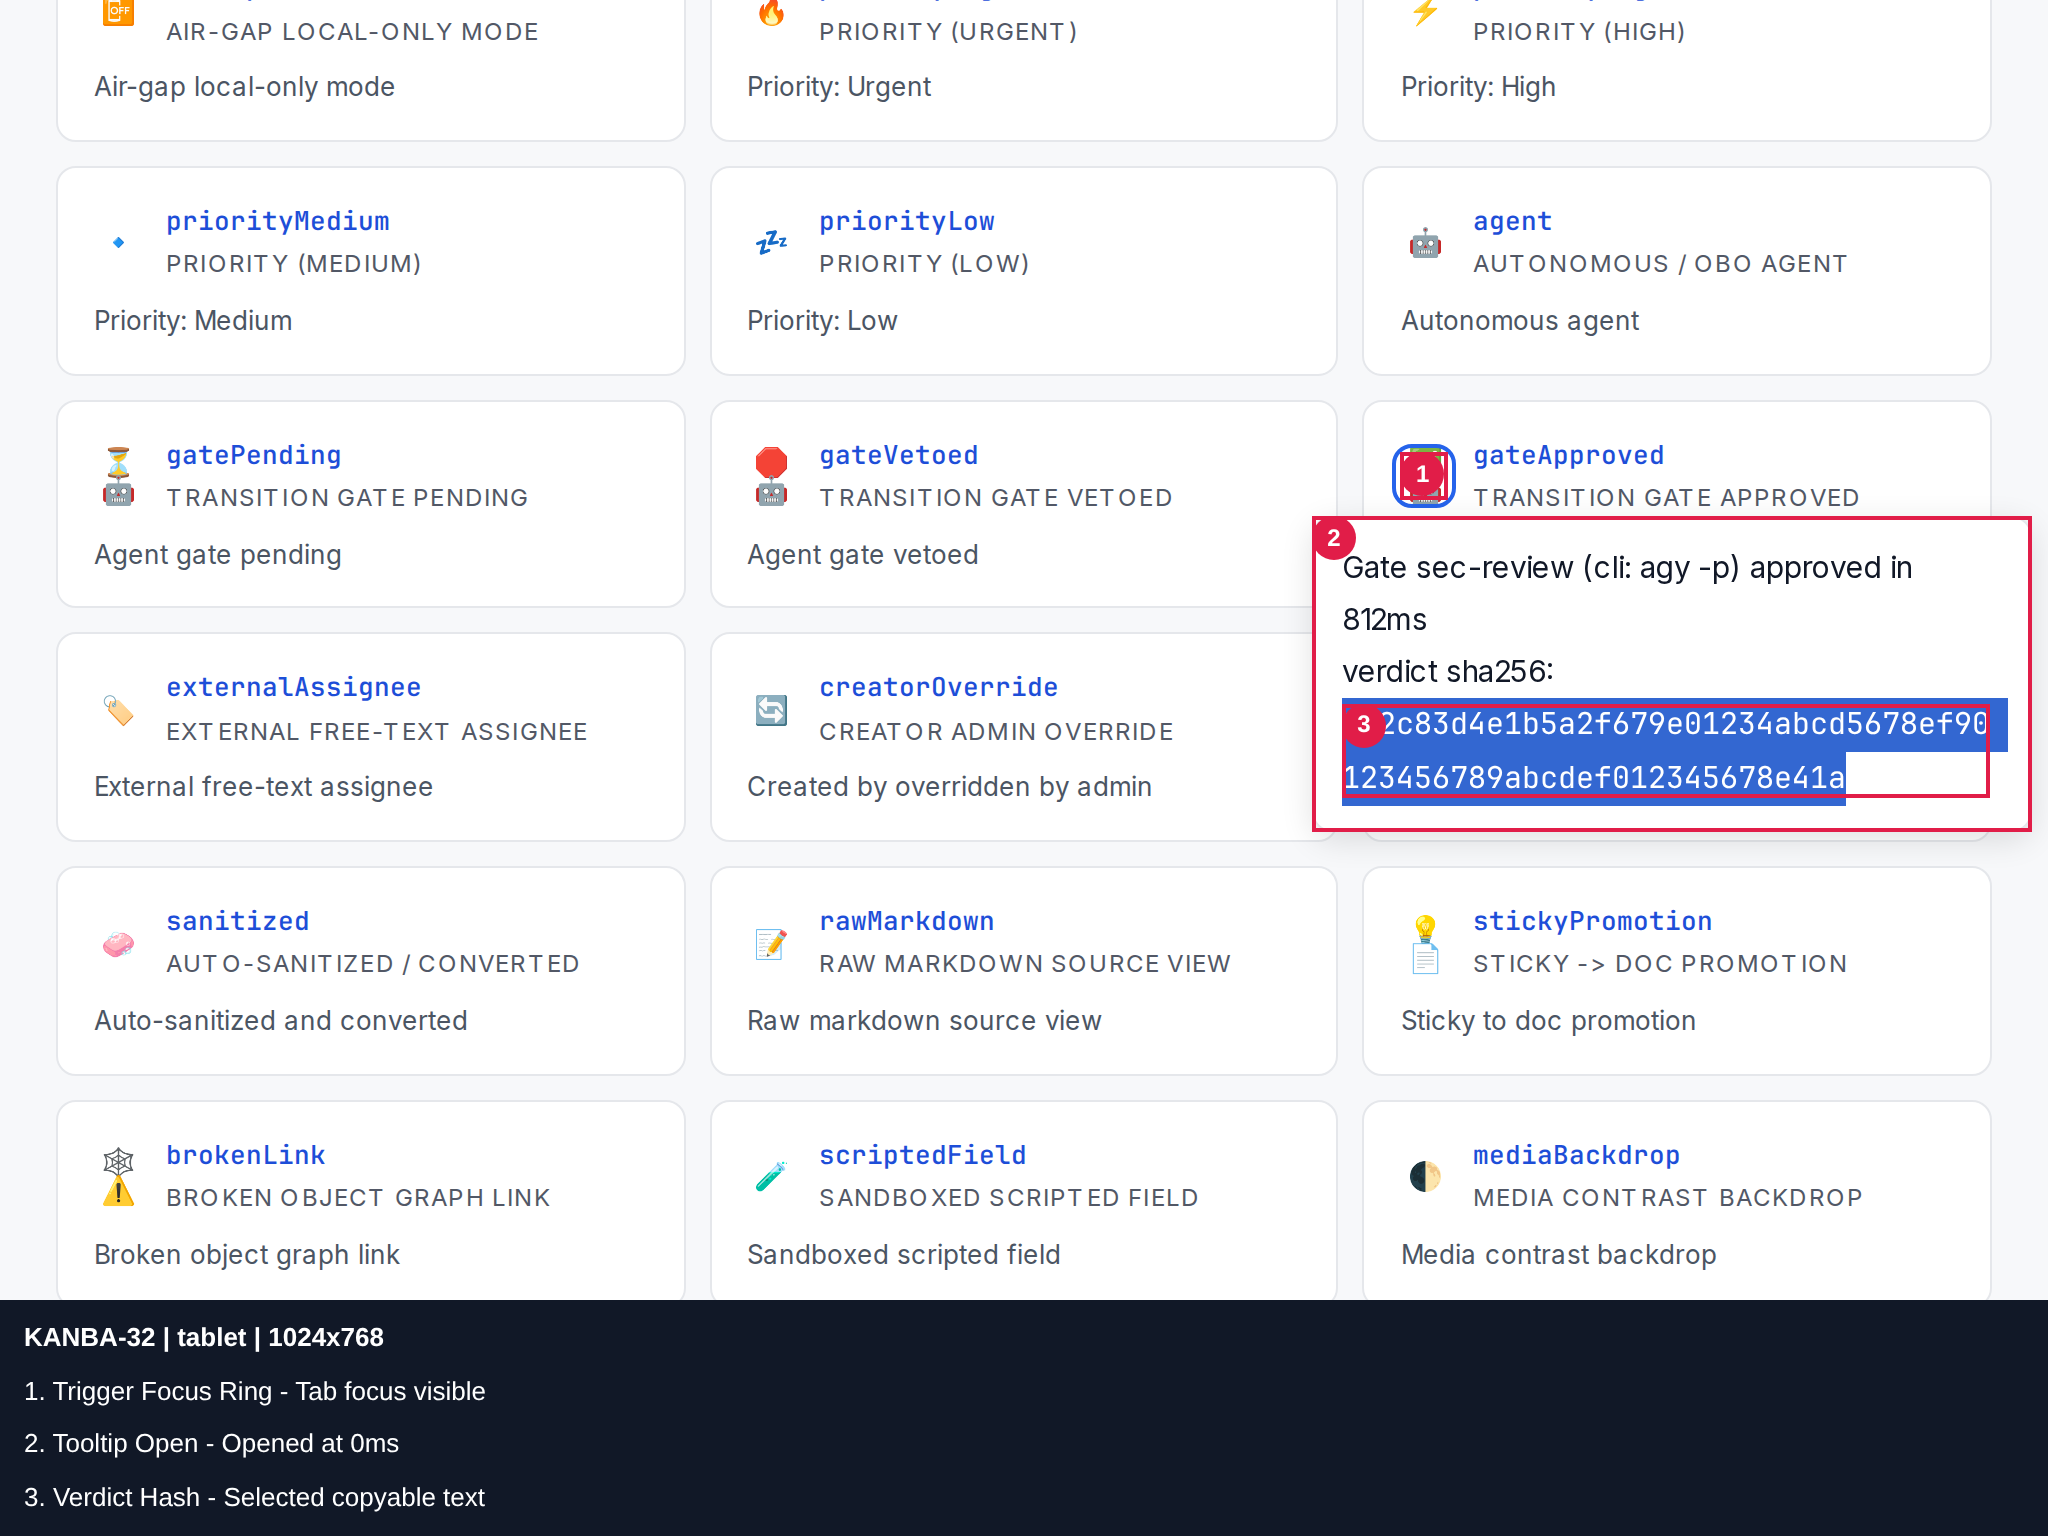 OFF
AIR-GAP LOCAL-ONLY MODE
Air-gap local-only mode
PRIORITY (URGENT)
Priority: Urgent
PRIORITY (HIGH)
Priority: High
priorityMedium
PRIORITY (MEDIUM)
Priority: Medium
priorityLow
PRIORITY (LOW)
Priority: Low
agent
AUTONOMOUS / OBO AGENT
Autonomous agent
gatePending
TRANSITION GATE PENDING
Agent gate pending
gateVetoed
TRANSITION GATE VETOED
Agent gate vetoed
1
gateApproved
TRANSITION GATE APPROVED
2
Gate sec-review (cli: agy -p) approved in
812ms
verdict sha256:
3
2c83d4e1b5a2f679e01234abcd5678ef90
123456789abcdef012345678e41a
externalAssignee
EXTERNAL FREE-TEXT ASSIGNEE
External free-text assignee
creatorOverride
CREATOR ADMIN OVERRIDE
Created by overridden by admin
sanitized
AUTO-SANITIZED / CONVERTED
Auto-sanitized and converted
rawMarkdown
RAW MARKDOWN SOURCE VIEW
Raw markdown source view
stickyPromotion
STICKY -> DOC PROMOTION
Sticky to doc promotion
brokenLink
BROKEN OBJECT GRAPH LINK
Broken object graph link
scriptedField
SANDBOXED SCRIPTED FIELD
Sandboxed scripted field
mediaBackdrop
MEDIA CONTRAST BACKDROP
Media contrast backdrop
KANBA-32 | tablet | 1024x768
1. Trigger Focus Ring - Tab focus visible
2. Tooltip Open - Opened at 0ms
3. Verdict Hash - Selected copyable text